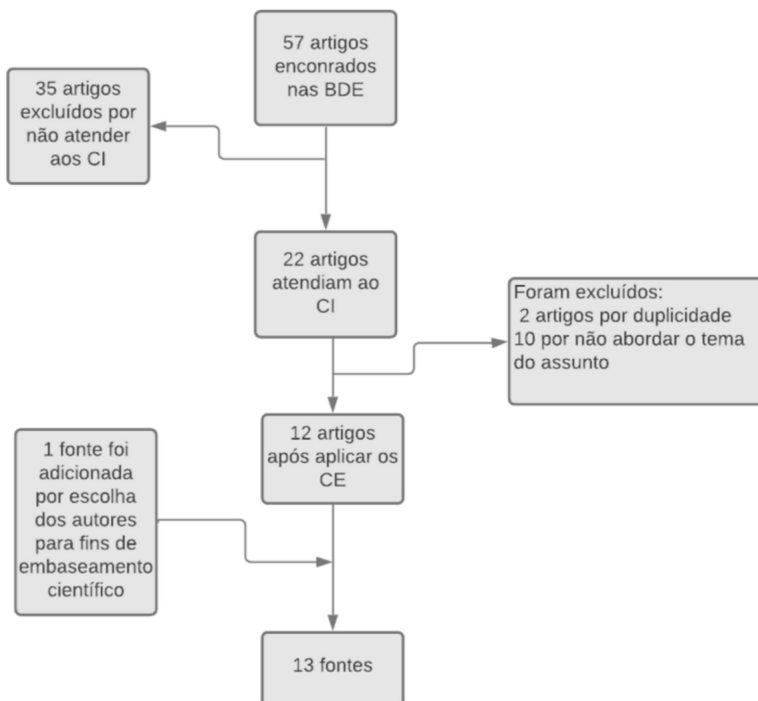 57 artigos
enconrados
nas BDE
35 artigos
excluídos por
não atender
aos CI
22 artigos
atendiam ao
CI
Foram excluídos:
2 artigos por duplicidade
10 por não abordar o tema
do assunto
12 artigos
após aplicar os
CE
1 fonte foi
adicionada
por escolha
dos autores
para fins de
embaseamento
científico
13 fontes